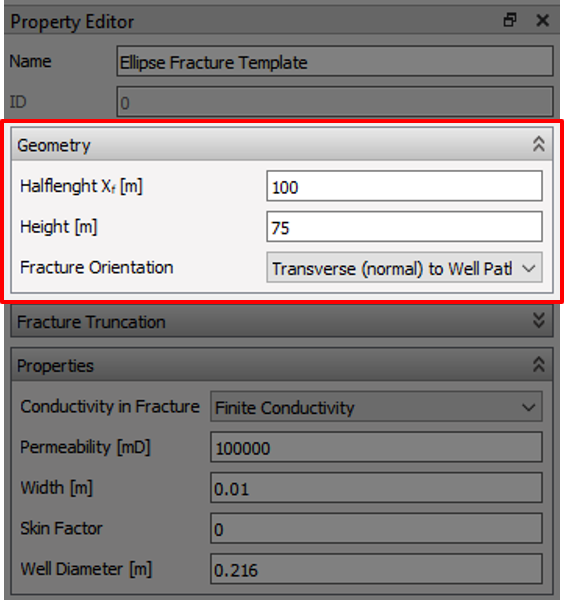 Property Editor
Name Ellipse Fracture Template
ID 0
Geometry
Halflenght Xf [m] 100
Height [m] 75
Fracture Orientation Transverse (normal) to Well Path
Fracture Truncation
Properties
Conductivity in Fracture Finite Conductivity
Permeability [mD] 100000
Width [m] 0.01
Skin Factor 0
Well Diameter [m] 0.216